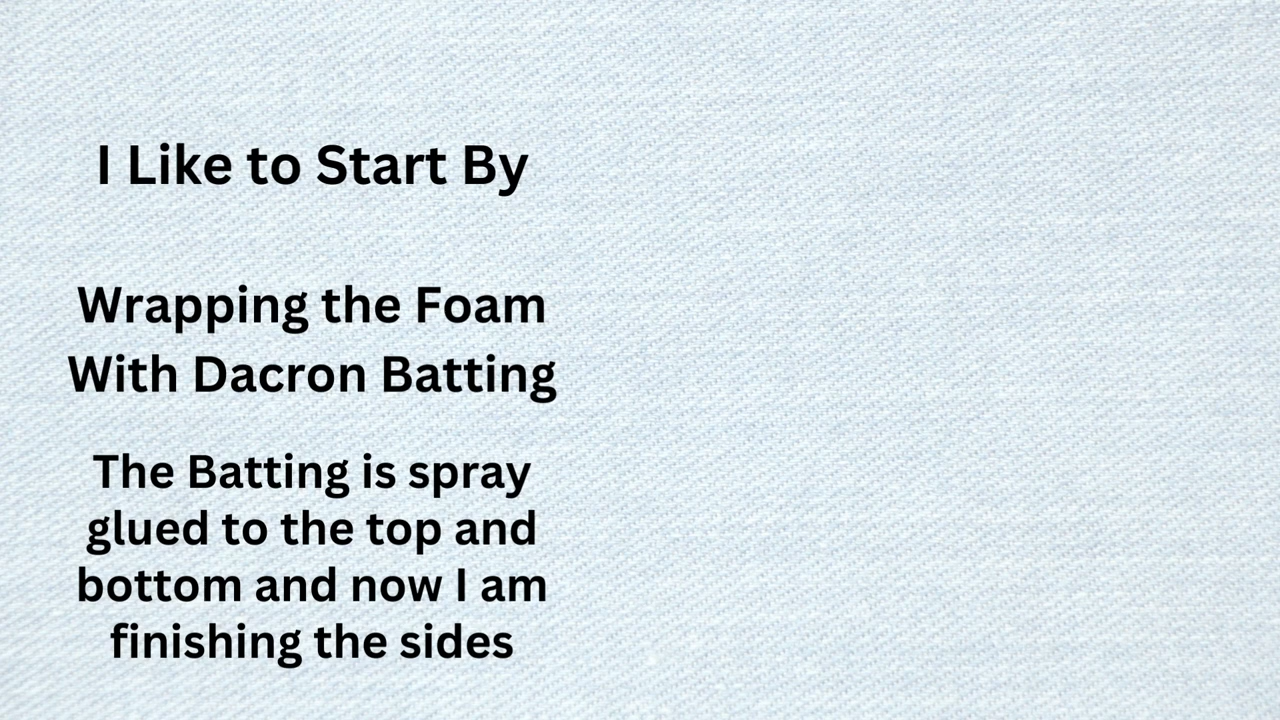 I Like to Start By
Wrapping the Foam
With Dacron Batting
The Batting is spray
glued to the top and
bottom and now I am
finishing the sides